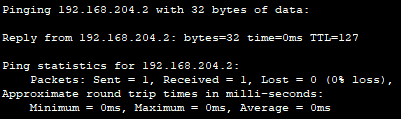 Pinging 192.168.204.2 with 32 bytes of data:
Reply from 192.168.204.2: bytes=32 time=0ms TTL=127
Ping statistics for 192.168.204.2:
Packets: Sent = 1, Received = 1, Lost = 0 (0% loss),
Approximate round trip times in milli-seconds:
Minimum = 0ms, Maximum = 0ms, Average = 0ms